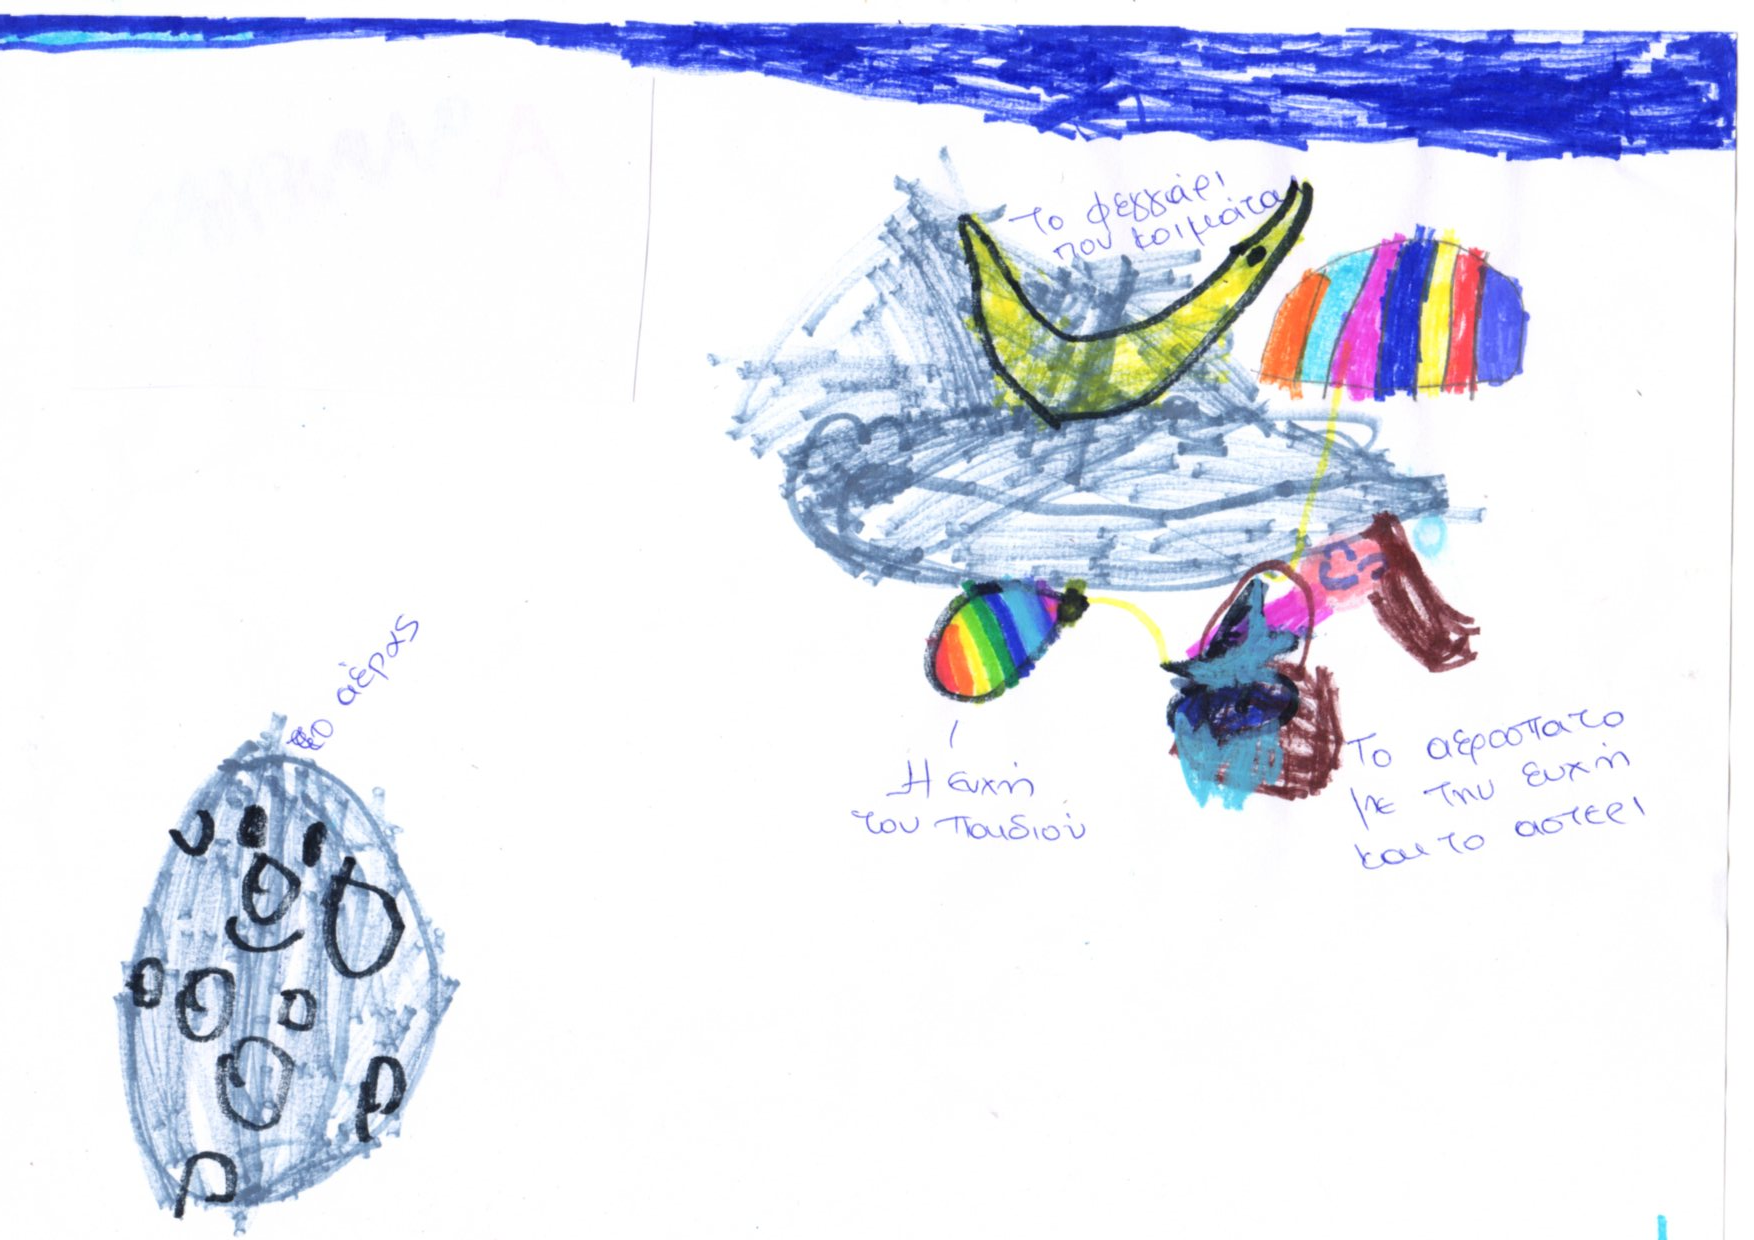 Το φεγγάρι
που κοιμάται
ο αέρας
Η ευχή
του παιδιού
Το αερόστατο
με την ευχή
και το αστέρι